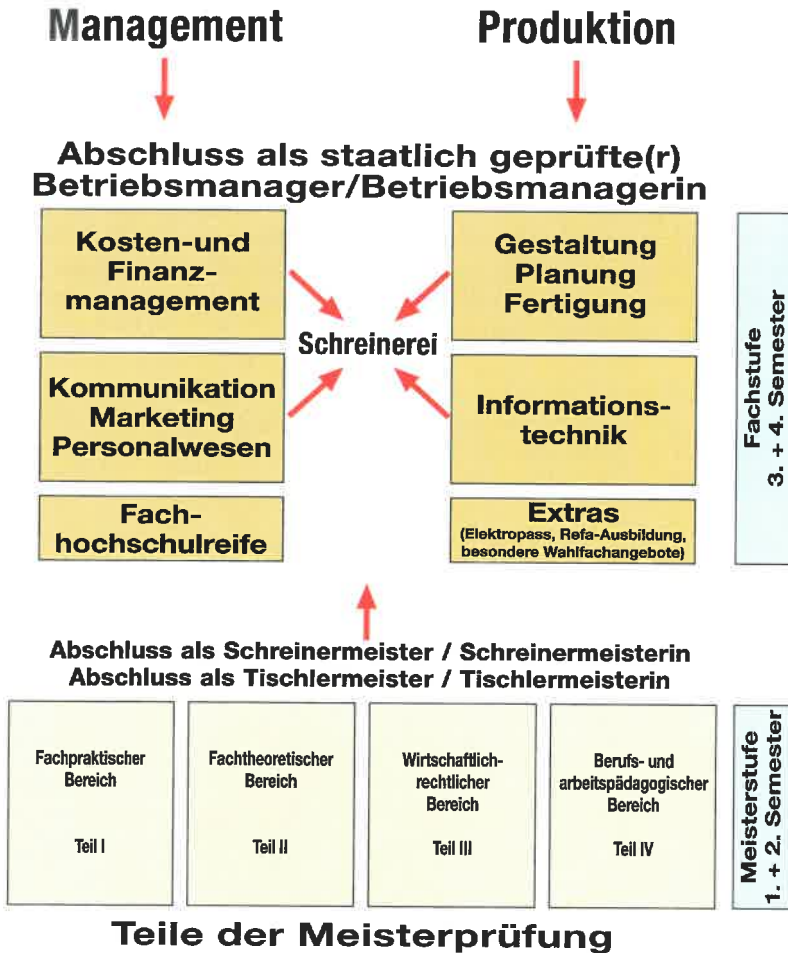 Management
Produktion
Abschluss als staatlich geprüfte(r)
Betriebsmanager/Betriebsmanagerin
Kosten-und
Finanz-
management
Gestaltung
Planung
Fertigung
Schreinerei
Kommunikation
Marketing
Personalwesen
Informations-
technik
Fach-
hochschulreife
Extras
(Elektropass, Refa-Ausbildung,
besondere Wahlfachangebote)
Fachstufe
3. + 4. Semester
Abschluss als Schreinermeister / Schreinermeisterin
Abschluss als Tischlermeister / Tischlermeisterin
Fachpraktischer
Bereich
Teil I
Fachtheoretischer
Bereich
Teil II
Wirtschaftlich-
rechtlicher
Bereich
Teil III
Berufs- und
arbeitspädagogischer
Bereich
Teil IV
Meisterstufe
1. + 2. Semester
Teile der Meisterprüfung